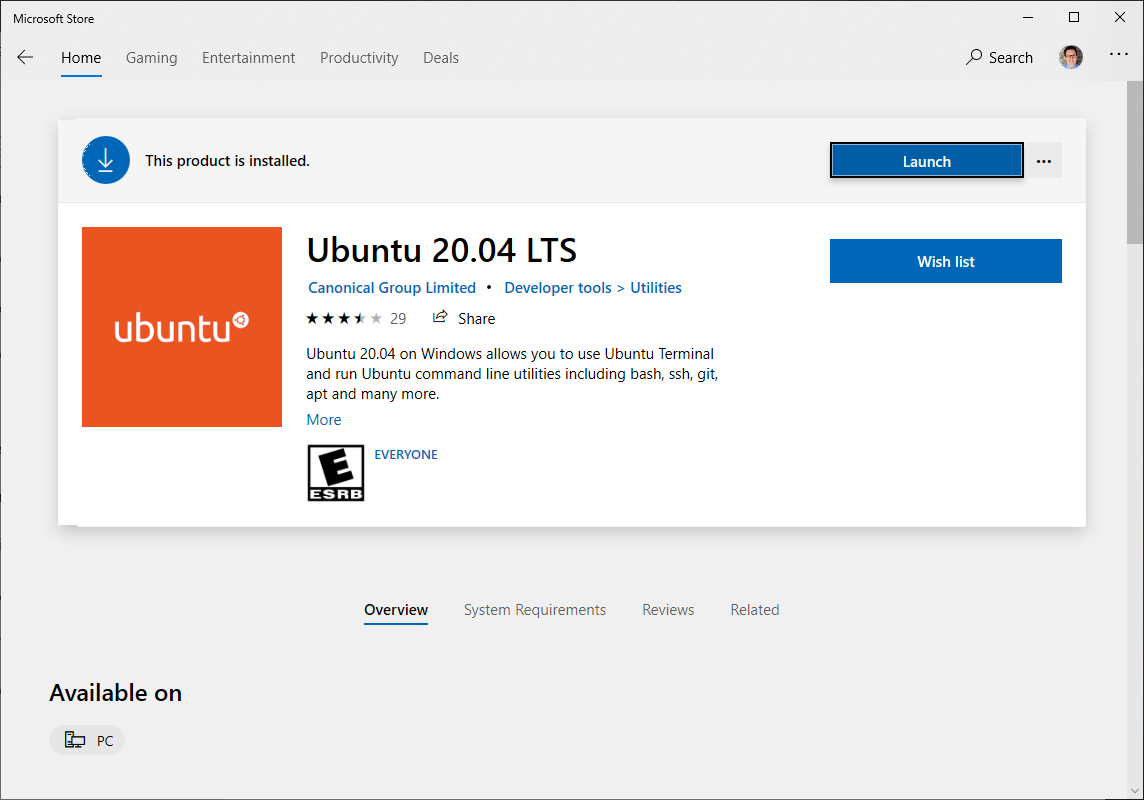 Microsoft Store
Home Gaming Entertainment Productivity Deals Search
This product is installed. Launch
ubuntu
Ubuntu 20.04 LTS
Wish list
Canonical Group Limited • Developer tools > Utilities
29 Share
Ubuntu 20.04 on Windows allows you to use Ubuntu Terminal
and run Ubuntu command line utilities including bash, ssh, git,
apt and many more.
More
E
ESRB
EVERYONE
Overview System Requirements Reviews Related
Available on
PC